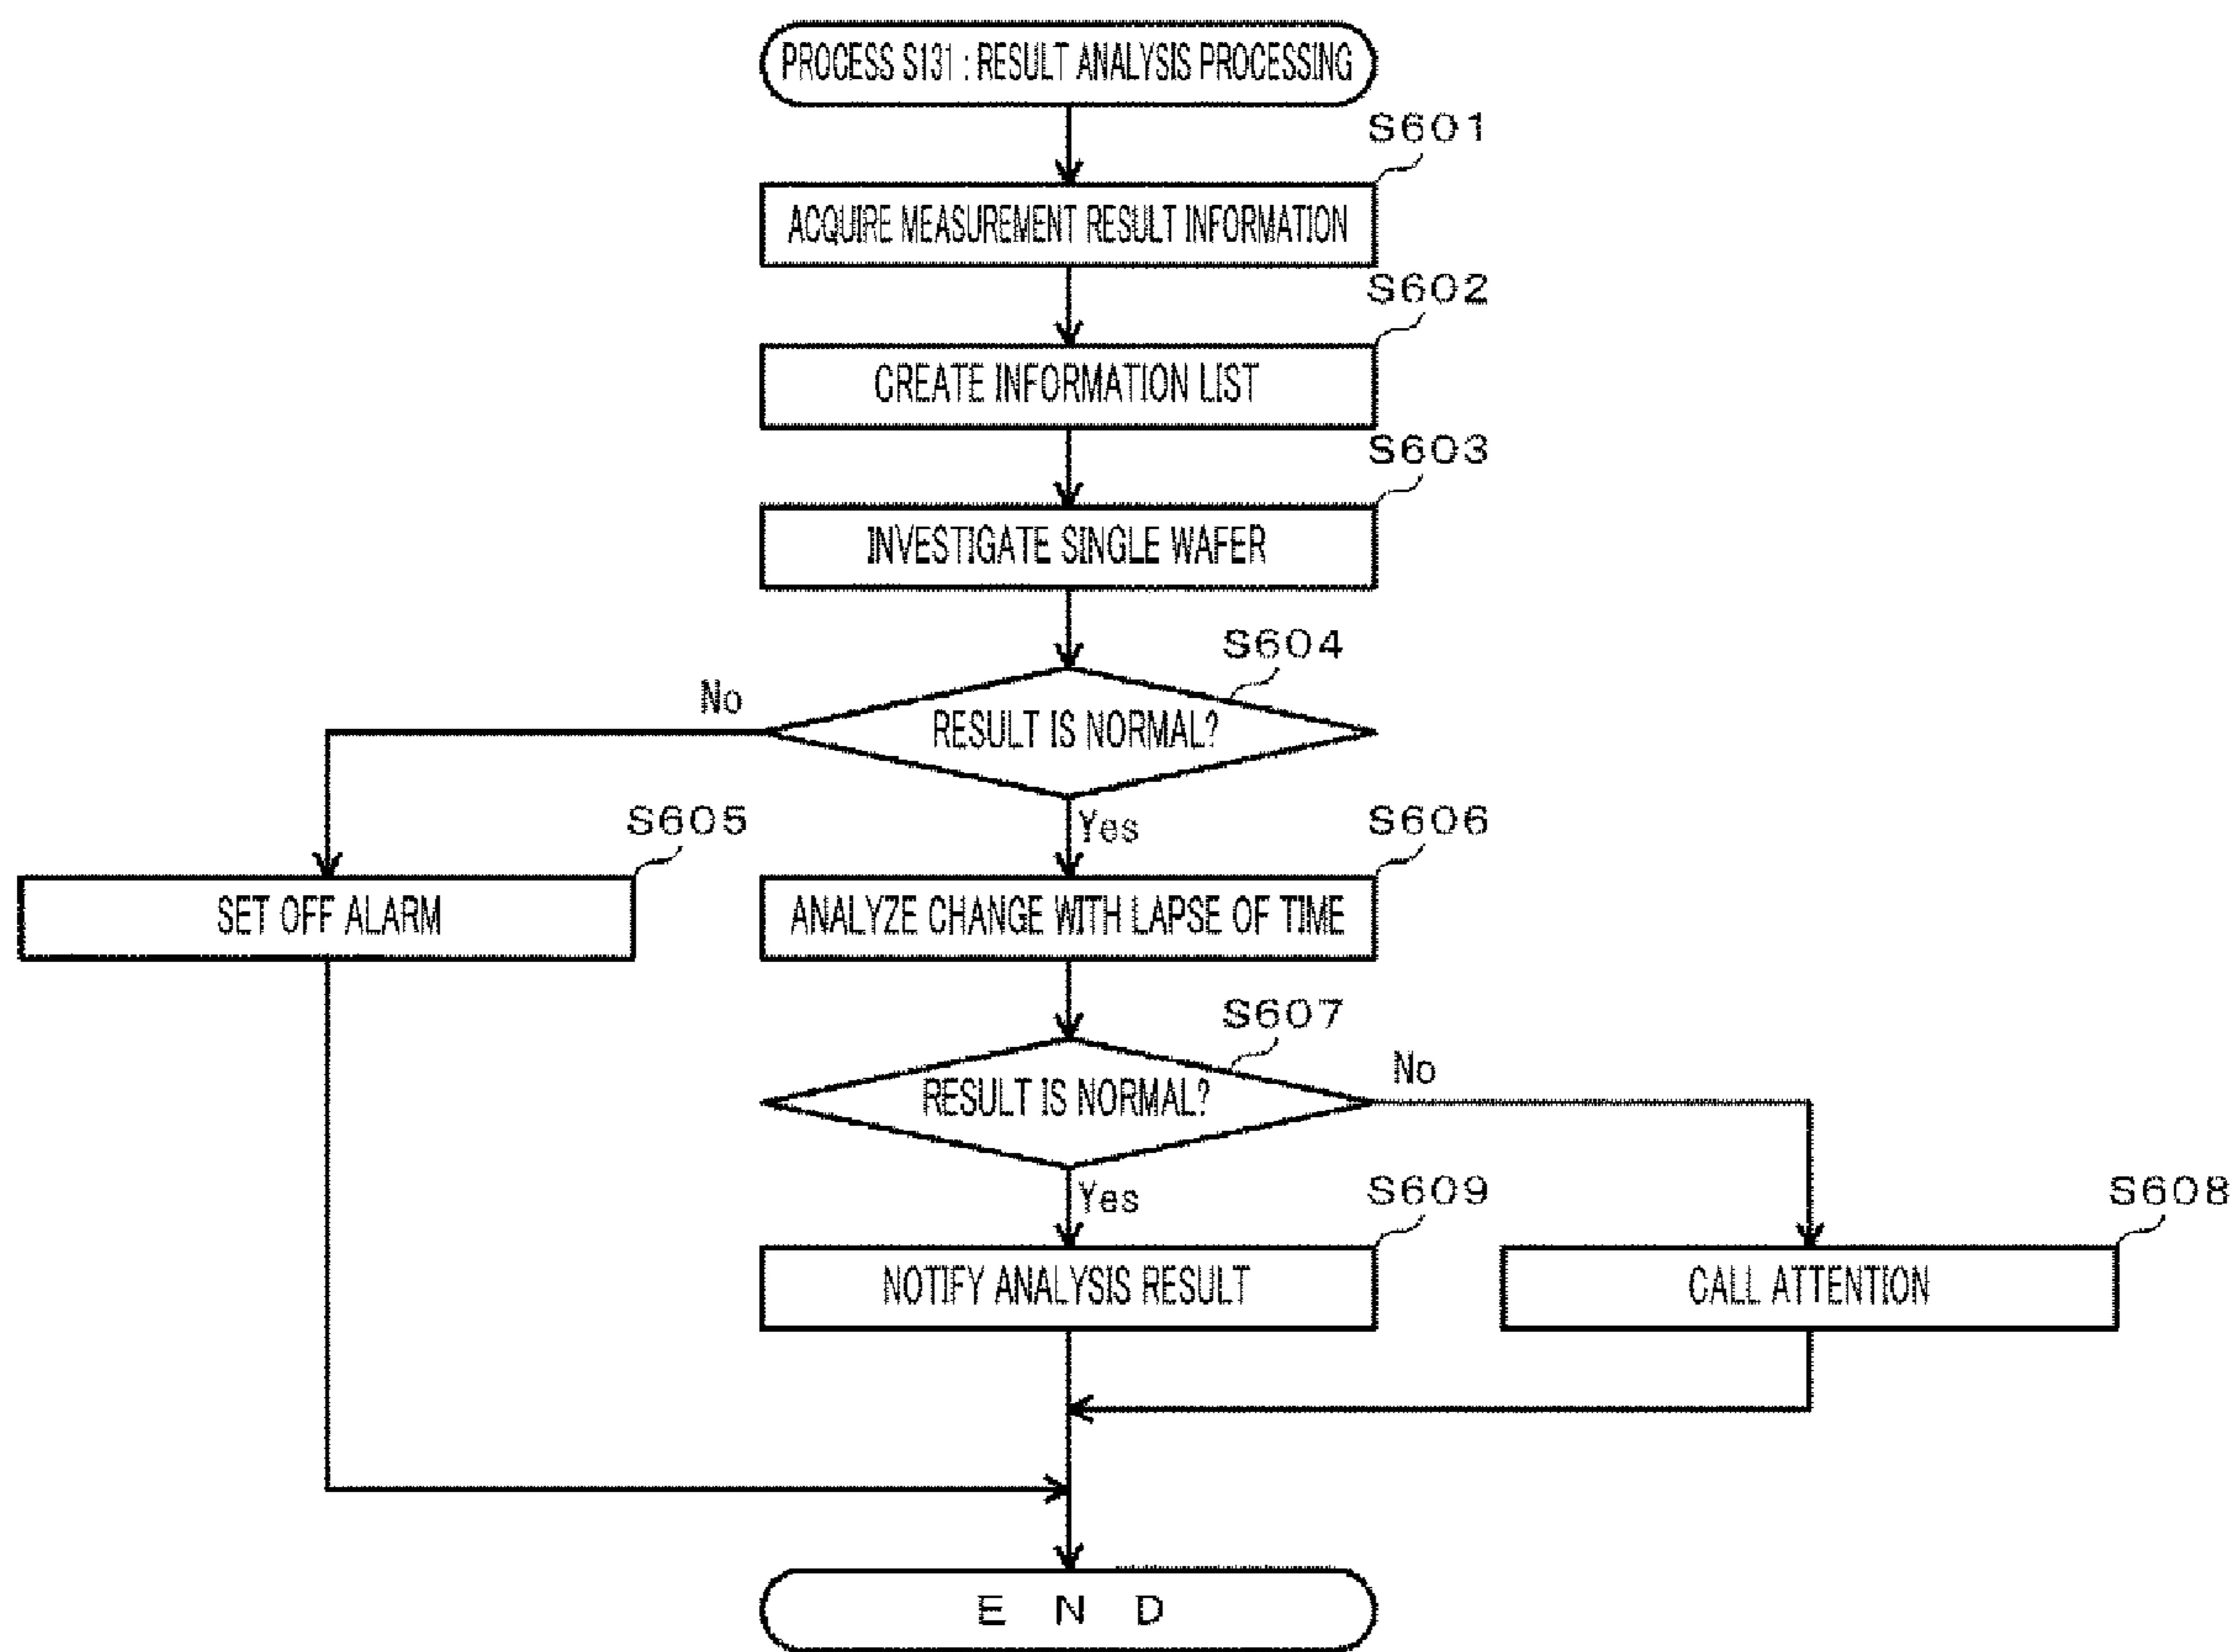 PROCESS S131 : RESULT ANALYSIS PROCESSING
S601
ACQUIRE MEASUREMENT RESULT INFORMATION
S602
CREATE INFORMATION LIST
S603
INVESTIGATE SINGLE WAFER
S604
No
RESULT IS NORMAL?
Yes
S605
S606
SET OFF ALARM
ANALYZE CHANGE WITH LAPSE OF TIME
S607
No
RESULT IS NORMAL?
Yes
S609
S608
NOTIFY ANALYSIS RESULT
CALL ATTENTION
E N D